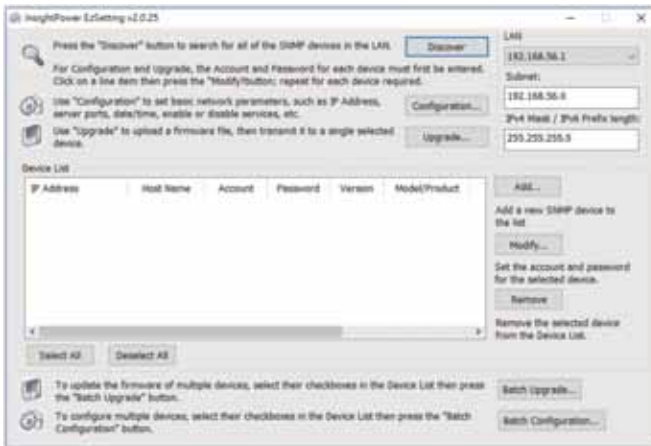 InsightPower EzSetting v2.0.25
Press the "Discover" button to search for all of the SNMP devices in the LAN.
Discover
For Configuration and Upgrade, the Account and Password for each device must first be entered.
Click on a line item then press the "Modify"button; repeat for each device required.
Use "Configuration" to set basic network parameters, such as IP Address,
server ports, date/time, enable or disable services, etc.
Configuration...
Use "Upgrade" to upload a firmware file, then transmit it to a single selected
device.
Upgrade...
LAN
192.168.56.1
Subnet:
192.168.56.0
IPv4 Mask / IPv6 Prefix length:
255.255.255.0
Device List
IP Address Host Name Account Password Version Model/Product
Add...
Add a new SNMP device to
the list
Modify...
Set the account and password
for the selected device.
Remove
Remove the selected device
from the Device List.
Select All Deselect All
To update the firmware of multiple devices, select their checkboxes in the Device List then press
the "Batch Upgrade" button.
Batch Upgrade...
To configure multiple devices, select their checkboxes in the Device List then press the "Batch
Configuration" button.
Batch Configuration...